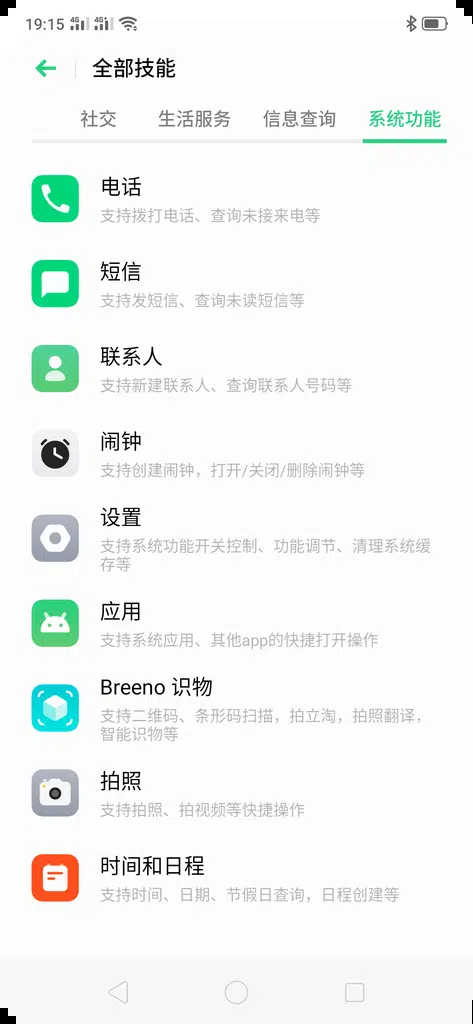 19:15 4G 4G
全部技能
社交 生活服务 信息查询 系统功能
电话
支持拨打电话、查询未接来电等
短信
支持发短信、查询未读短信等
联系人
支持新建联系人、查询联系人号码等
闹钟
支持创建闹钟，打开/关闭/删除闹钟等
设置
支持系统功能开关控制、功能调节、清理系统缓
存等
应用
支持系统应用、其他app的快捷打开操作
Breeno 识物
支持二维码、条形码扫描，拍立淘，拍照翻译，
智能识物等
拍照
支持拍照、拍视频等快捷操作
时间和日程
支持时间、日期、节假日查询，日程创建等